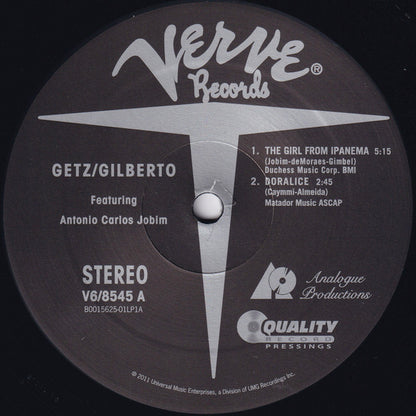 Verve®
Records
GETZ/GILBERTO
Featuring
Antonio Carlos Jobim
1. THE GIRL FROM IPANEMA 5:15
(Jobim-deMoraes-Gimbel)
Duchess Music Corp. BMI
2. DORALICE 2:45
(Caymmi-Almeida)
Matador Music ASCAP
STEREO
V6/8545 A
B0015625-01LP1A
AP Analogue
Productions
QUALITY
RECORD
PRESSINGS
℗ 2011 Universal Music Enterprises, a Division of UMG Recordings Inc.